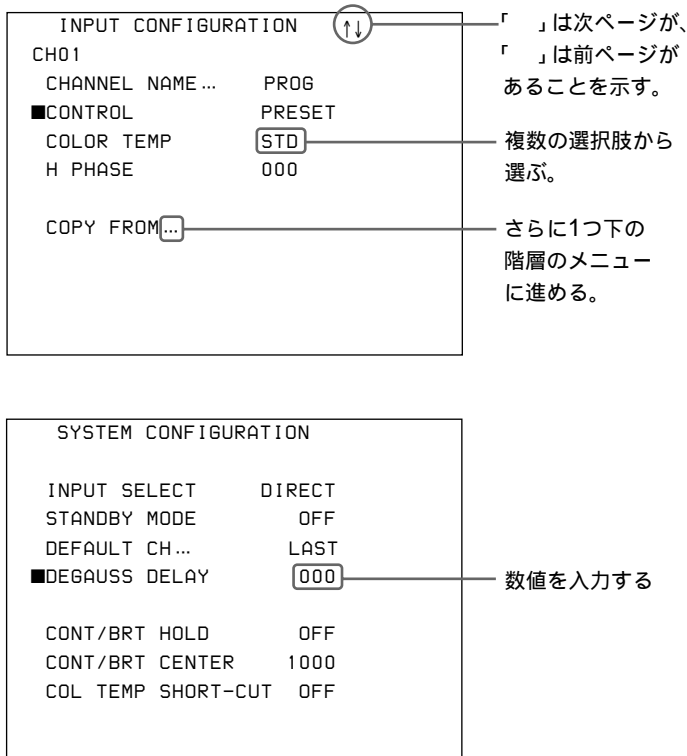 INPUT CONFIGURATION ↑↓
CH01
CHANNEL NAME… PROG
■CONTROL PRESET
COLOR TEMP STD
H PHASE 000
COPY FROM…
「　」は次ページが、
「　」は前ページが
あることを示す。
複数の選択肢から
選ぶ。
さらに1つ下の
階層のメニュー
に進める。
SYSTEM CONFIGURATION
INPUT SELECT DIRECT
STANDBY MODE OFF
DEFAULT CH… LAST
■DEGAUSS DELAY 000
CONT/BRT HOLD OFF
CONT/BRT CENTER 1000
COL TEMP SHORT-CUT OFF
数値を入力する